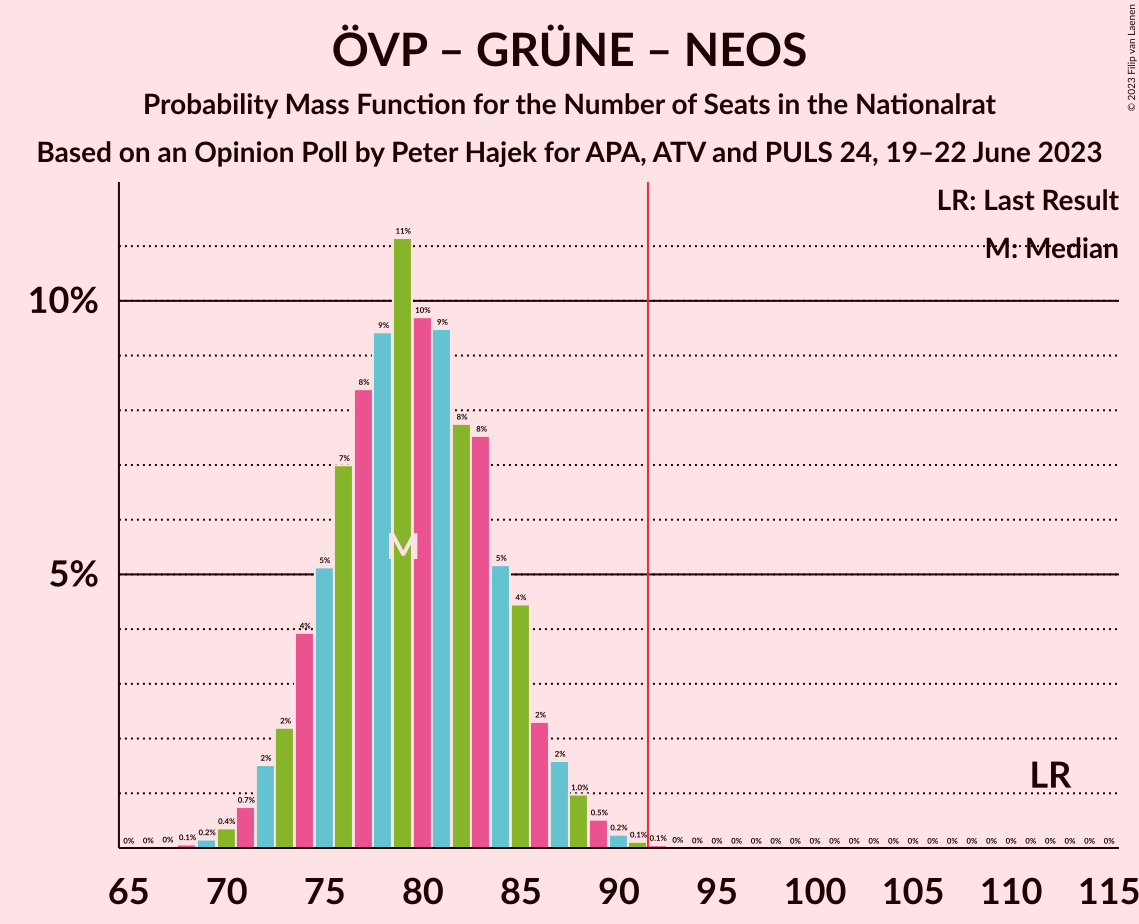 ÖVP – GRÜNE – NEOS
Probability Mass Function for the Number of Seats in the Nationalrat
Based on an Opinion Poll by Peter Hajek for APA, ATV and PULS 24, 19–22 June 2023
© 2023 Filip van Laenen
LR: Last Result
M: Median
10%
5%
0% 0% 0% 0.1% 0.2% 0.4% 0.7% 2% 2% 4% 5% 7% 8% 9% 11% 10% 9% 8% 8% 5% 4% 2% 2% 1.0% 0.5% 0.2% 0.1% 0.1% 0% 0% 0% 0% 0% 0% 0% 0% 0% 0% 0% 0% 0% 0% 0% 0% 0% 0% 0% 0% 0% 0% 0%
M
LR
65 70 75 80 85 90 95 100 105 110 115